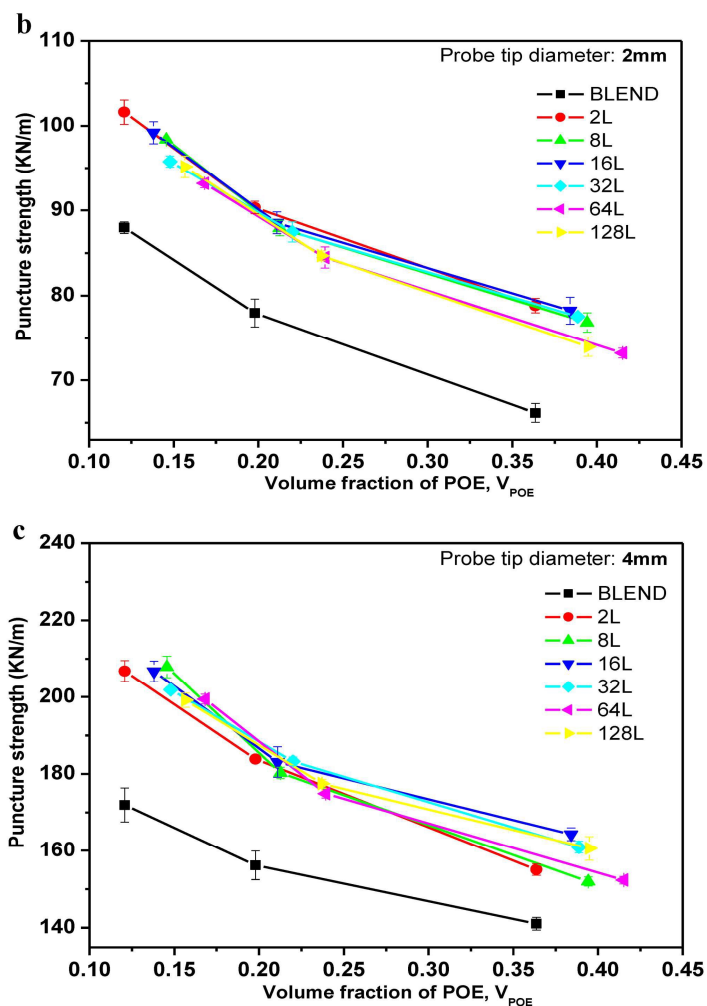 b
110
100
90
80
70
Puncture strength (KN/m)
Probe tip diameter: 2mm
BLEND
2L
8L
16L
32L
64L
128L
0.10 0.15 0.20 0.25 0.30 0.35 0.40 0.45
Volume fraction of POE, V_POE
c
240
220
200
180
160
140
Puncture strength (KN/m)
Probe tip diameter: 4mm
BLEND
2L
8L
16L
32L
64L
128L
0.10 0.15 0.20 0.25 0.30 0.35 0.40 0.45
Volume fraction of POE, V_POE